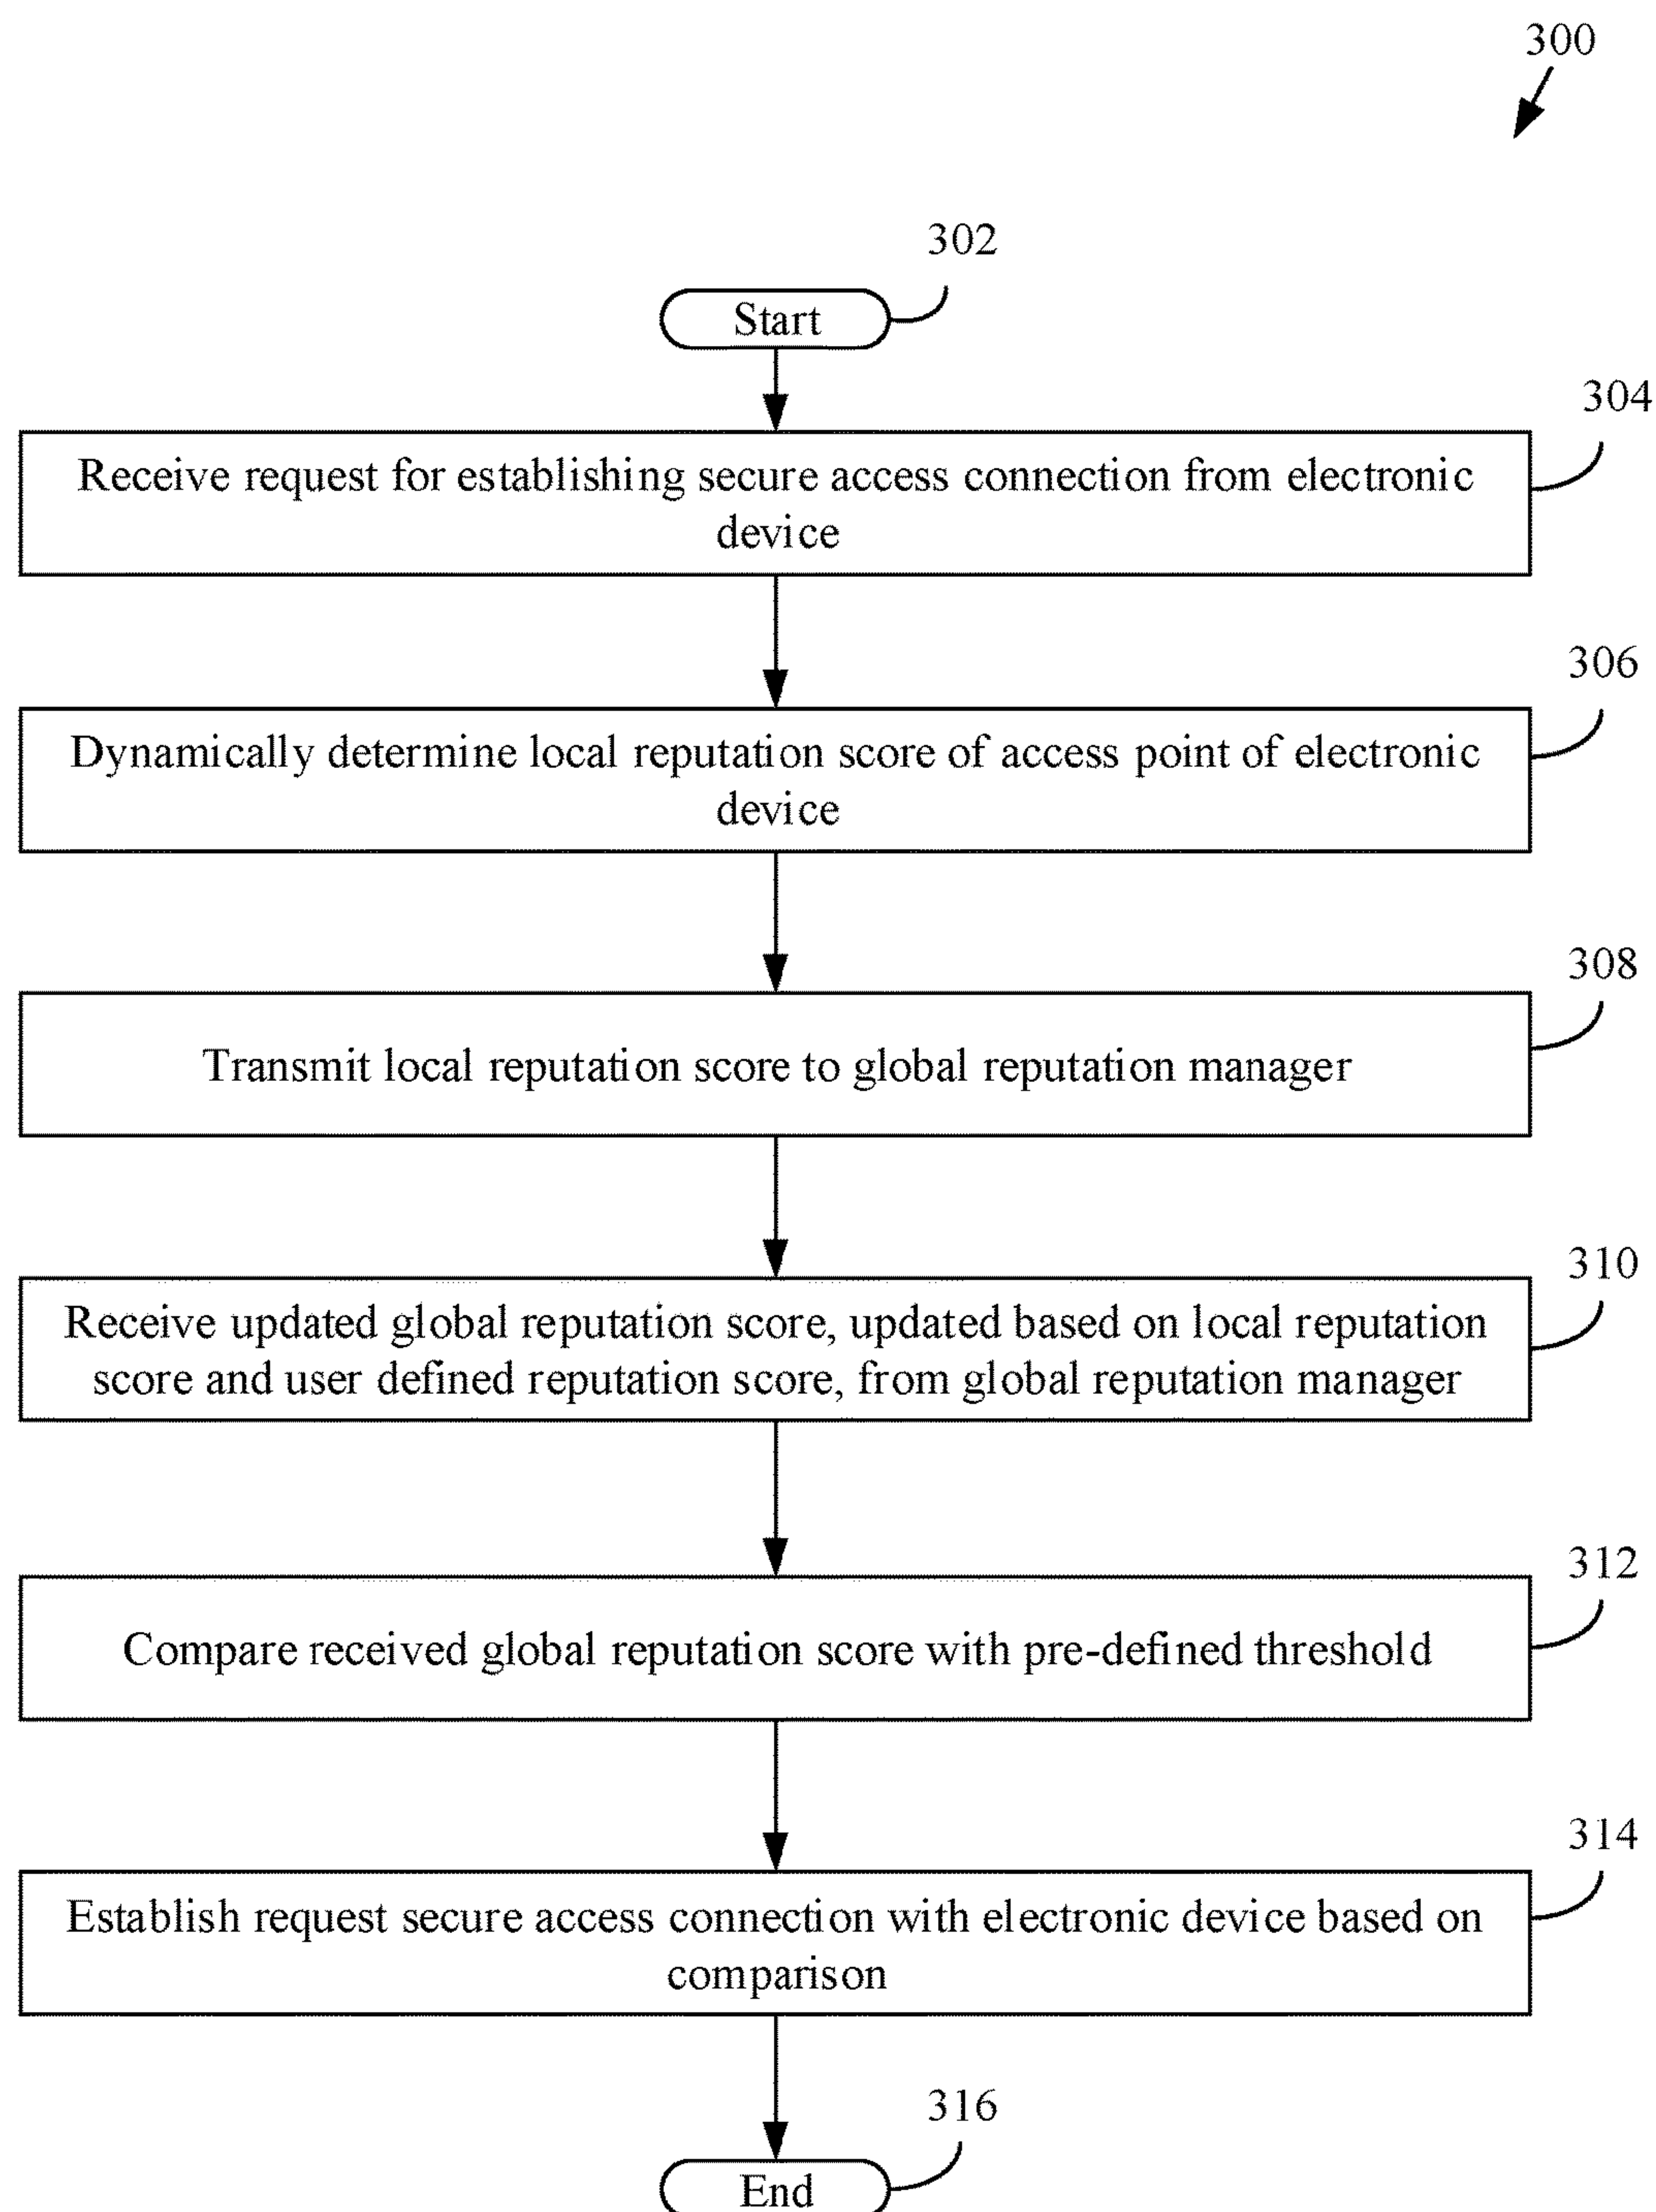 300
302
Start
304
Receive request for establishing secure access connection from electronic
device
306
Dynamically determine local reputation score of access point of electronic
device
308
Transmit local reputation score to global reputation manager
310
Receive updated global reputation score, updated based on local reputation
score and user defined reputation score, from global reputation manager
312
Compare received global reputation score with pre-defined threshold
314
Establish request secure access connection with electronic device based on
comparison
316
End